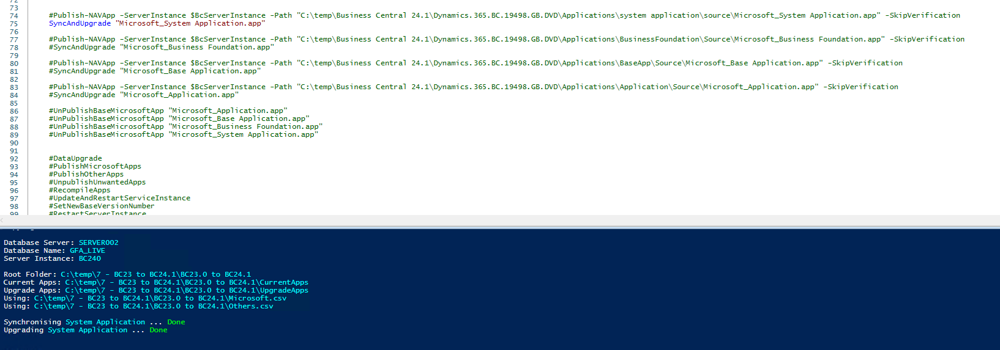 73
74 #Publish-NAVApp -ServerInstance $BcServerInstance -Path "C:\temp\Business Central 24.1\Dynamics.365.BC.19498.GB.DVD\Applications\system application\source\Microsoft_System Application.app" -SkipVerification
75 SyncAndUpgrade "Microsoft_System Application.app"
76
77 #Publish-NAVApp -ServerInstance $BcServerInstance -Path "C:\temp\Business Central 24.1\Dynamics.365.BC.19498.GB.DVD\Applications\BusinessFoundation\Source\Microsoft_Business Foundation.app" -SkipVerification
78 #SyncAndUpgrade "Microsoft_Business Foundation.app"
79
80 #Publish-NAVApp -ServerInstance $BcServerInstance -Path "C:\temp\Business Central 24.1\Dynamics.365.BC.19498.GB.DVD\Applications\BaseApp\Source\Microsoft_Base Application.app" -SkipVerification
81 #SyncAndUpgrade "Microsoft_Base Application.app"
82
83 #Publish-NAVApp -ServerInstance $BcServerInstance -Path "C:\temp\Business Central 24.1\Dynamics.365.BC.19498.GB.DVD\Applications\Application\Source\Microsoft_Application.app" -SkipVerification
84 #SyncAndUpgrade "Microsoft_Application.app"
85
86 #UnPublishBaseMicrosoftApp "Microsoft_Application.app"
87 #UnPublishBaseMicrosoftApp "Microsoft_Base Application.app"
88 #UnPublishBaseMicrosoftApp "Microsoft_Business Foundation.app"
89 #UnPublishBaseMicrosoftApp "Microsoft_System Application.app"
90
91
92 #DataUpgrade
93 #PublishMicrosoftApps
94 #PublishOtherApps
95 #UnpublishUnwantedApps
96 #RecompileApps
97 #UpdateAndRestartServiceInstance
98 #SetNewBaseVersionNumber
99 #RestartServerInstance
Database Server: SERVER002
Database Name: GFA_LIVE
Server Instance: BC240
Root Folder: C:\temp\7 - BC23 to BC24.1\BC23.0 to BC24.1
Current Apps: C:\temp\7 - BC23 to BC24.1\BC23.0 to BC24.1\CurrentApps
Upgrade Apps: C:\temp\7 - BC23 to BC24.1\BC23.0 to BC24.1\UpgradeApps
Using: C:\temp\7 - BC23 to BC24.1\BC23.0 to BC24.1\Microsoft.csv
Using: C:\temp\7 - BC23 to BC24.1\BC23.0 to BC24.1\Others.csv
Synchronising System Application ... Done
Upgrading System Application ... Done